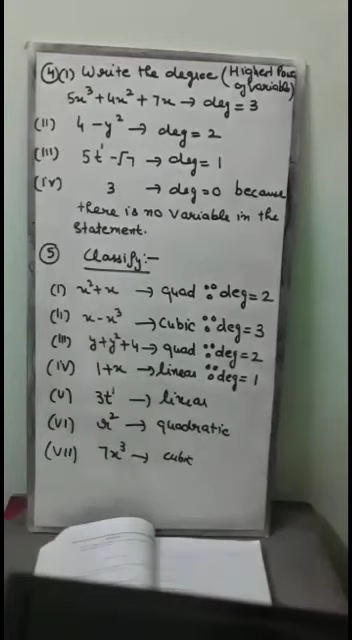 ④(i) Write the degree (Highest Power of variable)
5x³ + 4x² + 7x → deg = 3
(ii) 4 - y² → deg = 2
(iii) 5t¹ - √7 → deg = 1
(iv) 3 → deg = 0 because
there is no variable in the
statement.
⑤ Classify:-
(i) x² + x → quad ∵ deg = 2
(ii) x - x³ → cubic ∵ deg = 3
(iii) y + y² + 4 → quad ∵ deg = 2
(iv) 1 + x → linear ∵ deg = 1
(v) 3t¹ → linear
(vi) r² → quadratic
(vii) 7x³ → cubic